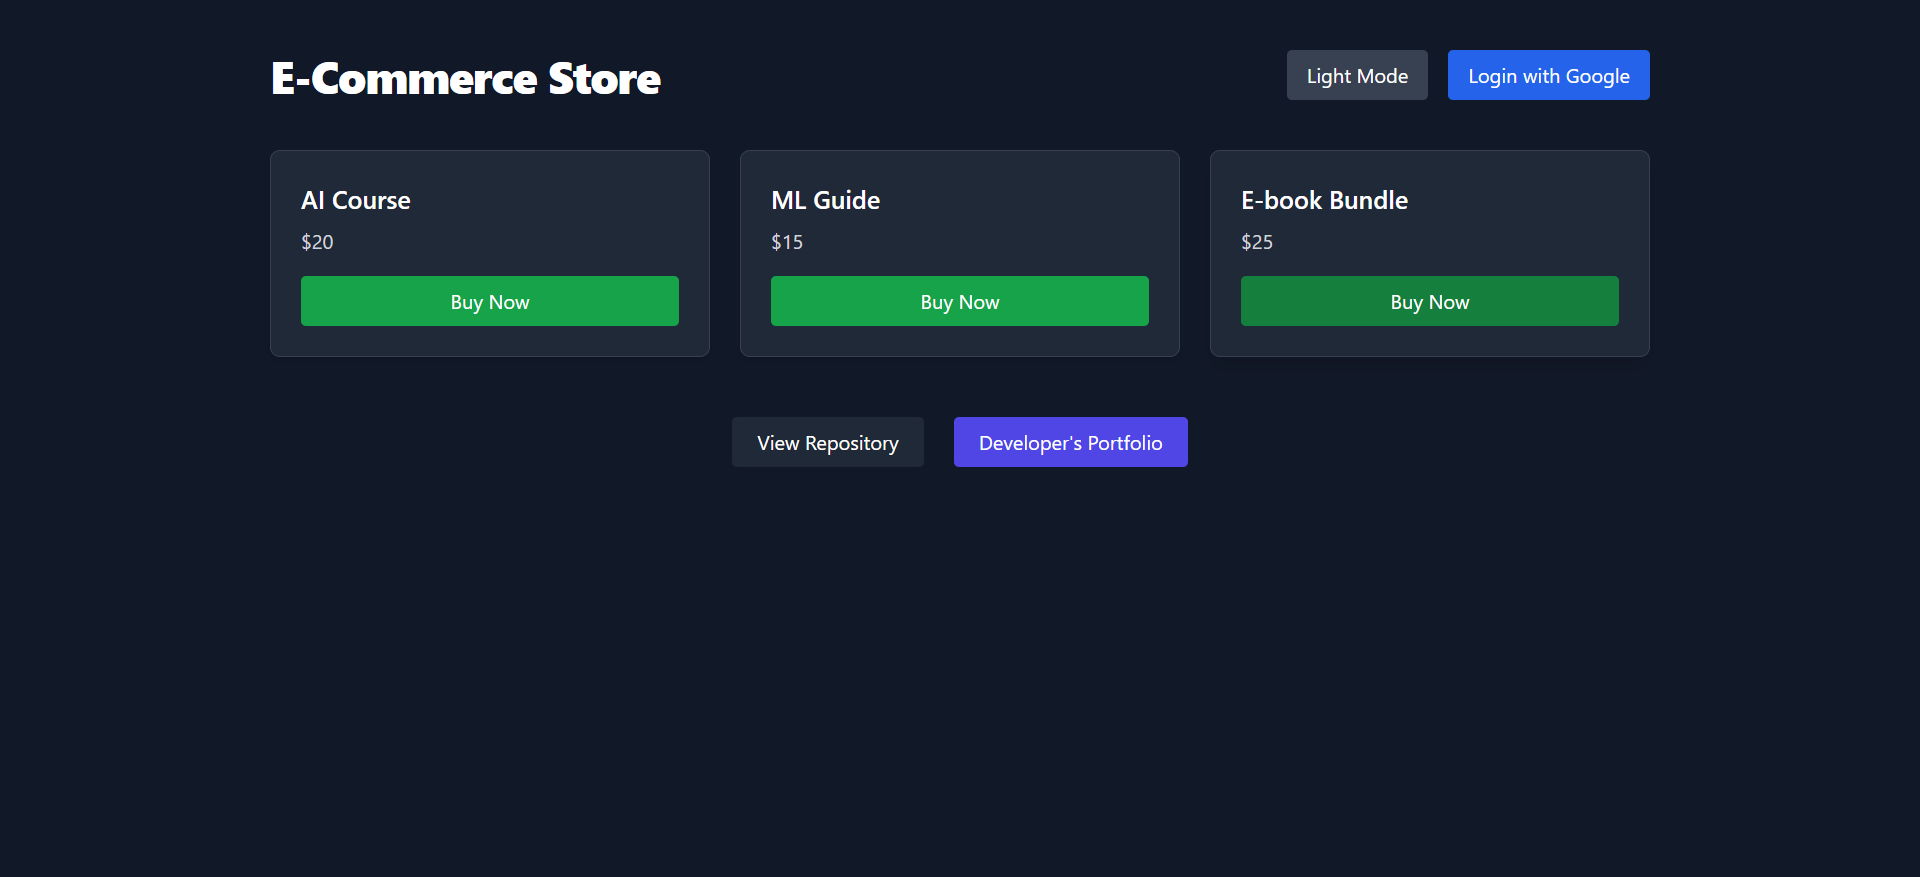 E-Commerce Store
Light Mode
Login with Google
AI Course
$20
Buy Now
ML Guide
$15
Buy Now
E-book Bundle
$25
Buy Now
View Repository
Developer's Portfolio